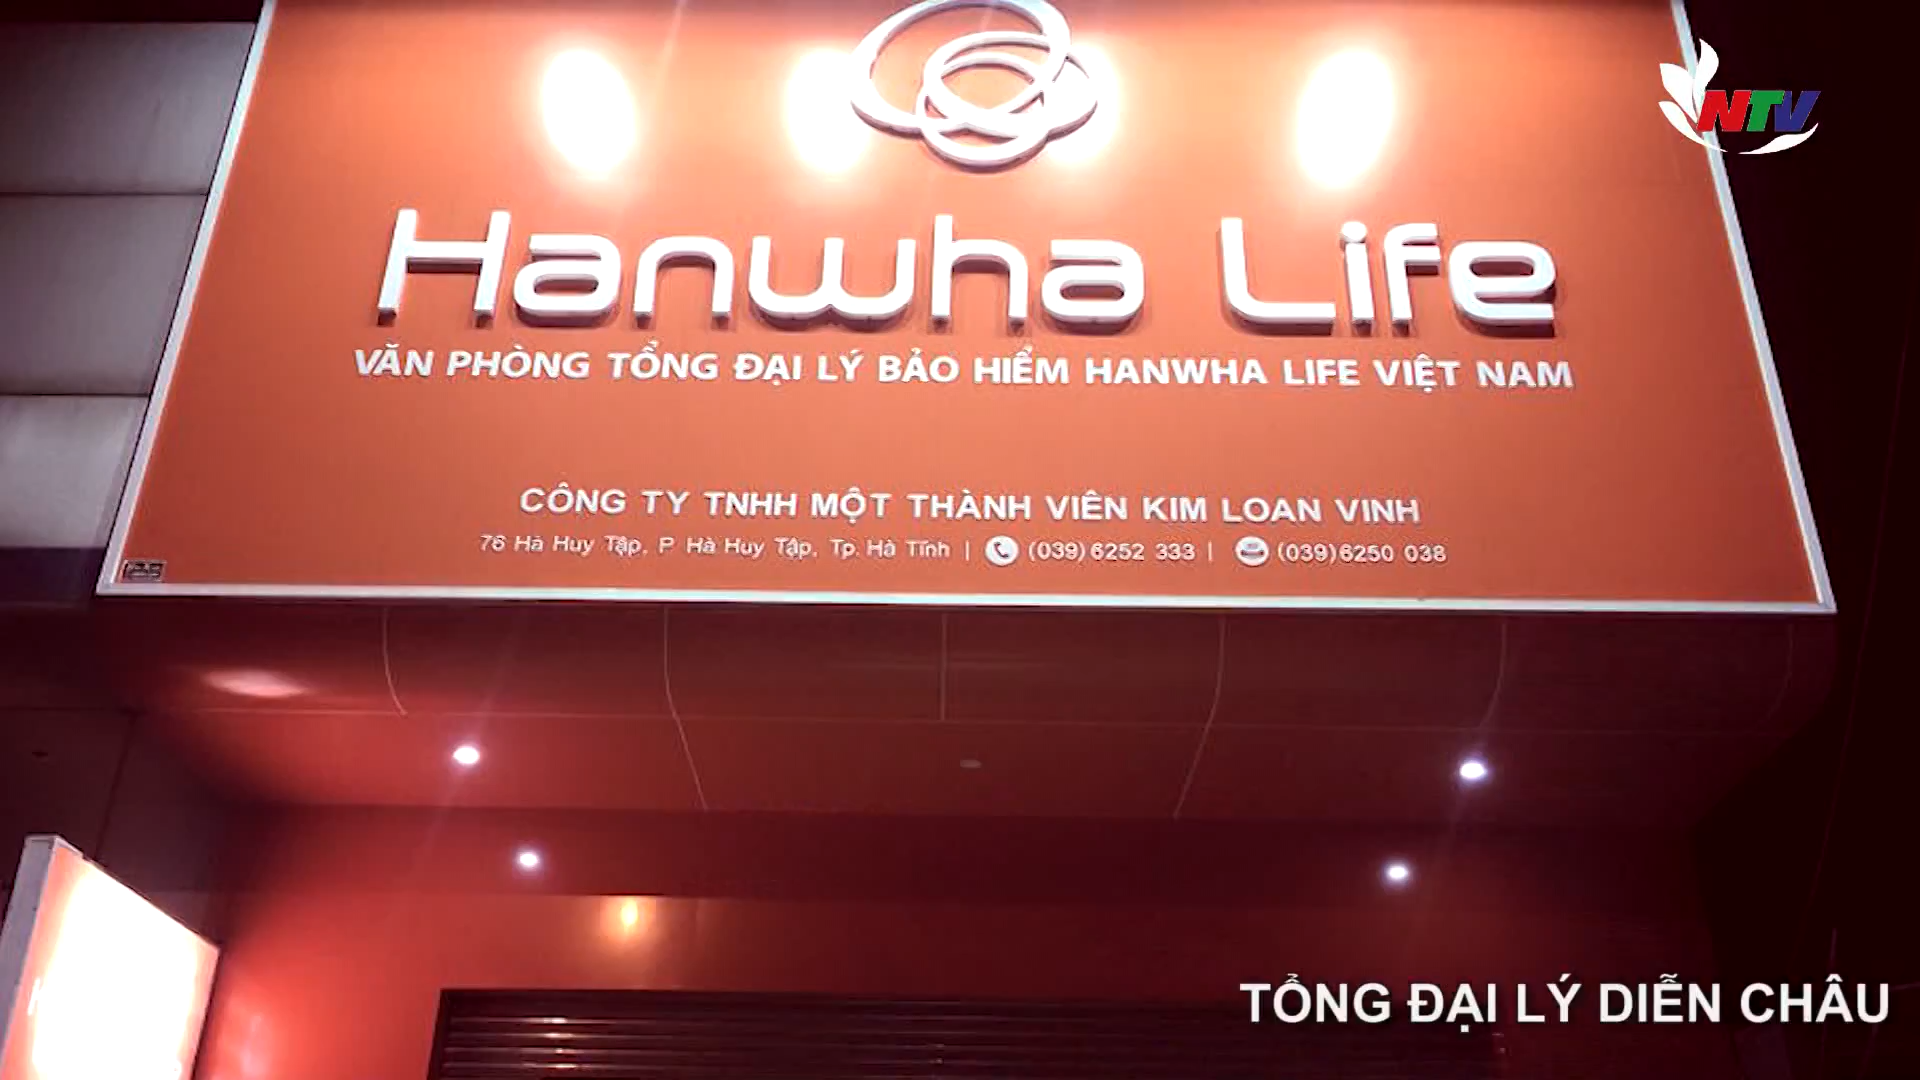 NTV
Hanwha Life
VĂN PHÒNG TỔNG ĐẠI LÝ BẢO HIỂM HANWHA LIFE VIỆT NAM
CÔNG TY TNHH MỘT THÀNH VIÊN KIM LOAN VINH
76 Hà Huy Tập, P. Hà Huy Tập, Tp. Hà Tĩnh | (039) 6252 333 | (039) 6250 038
TỔNG ĐẠI LÝ DIỄN CHÂU